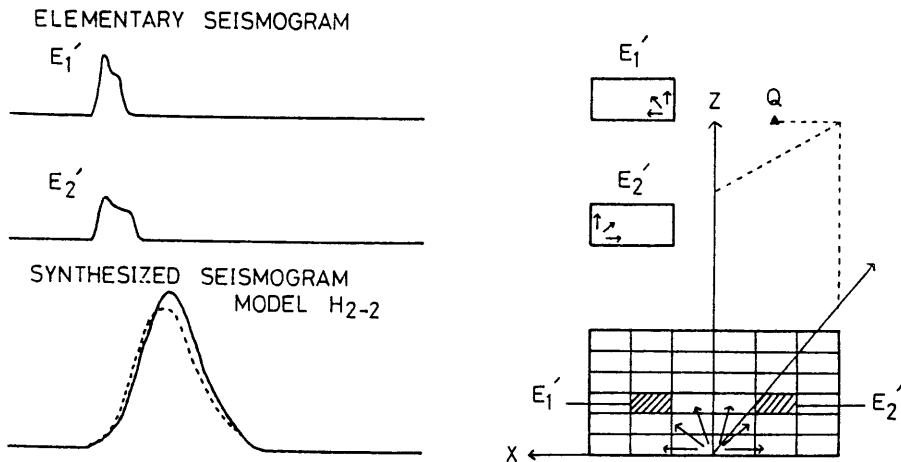 ELEMENTARY SEISMOGRAM
E₁′
E₂′
SYNTHESIZED SEISMOGRAM
MODEL H₂₋₂
E₁′
Z
Q
E₂′
E₁′
E₂′
X